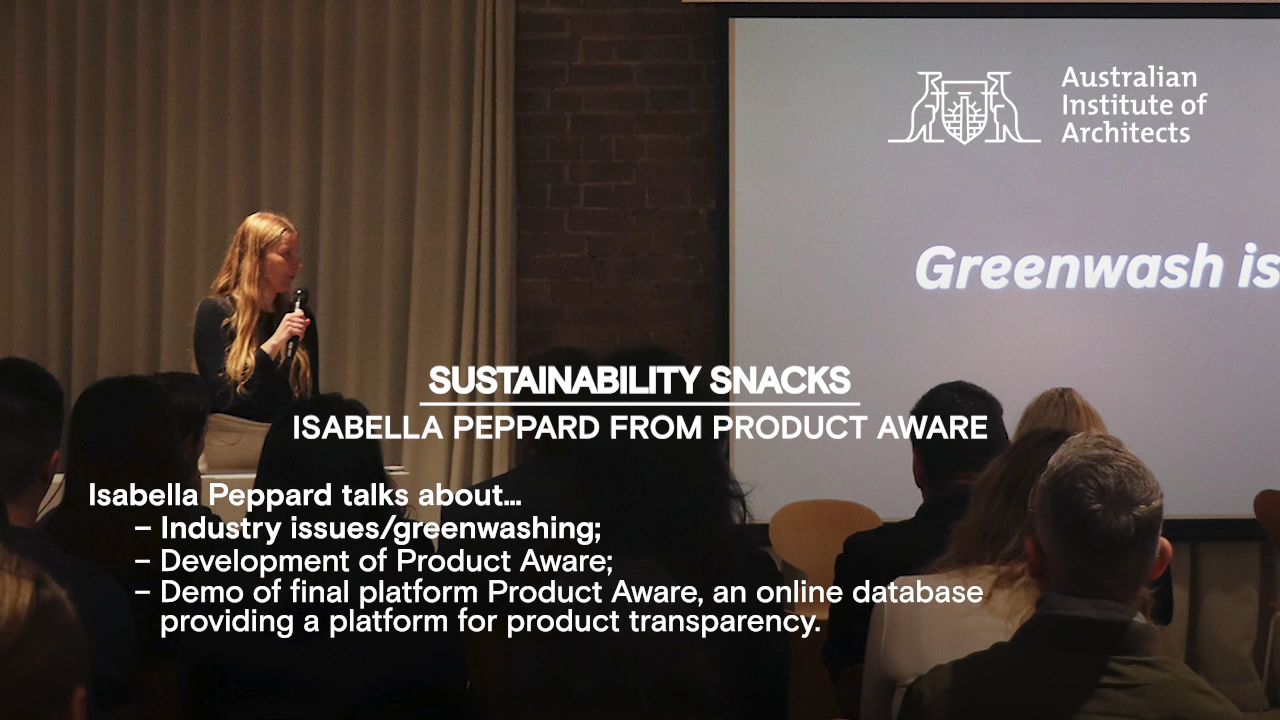 Australian
Institute of
Architects
Greenwash is
SUSTAINABILITY SNACKS
ISABELLA PEPPARD FROM PRODUCT AWARE
Isabella Peppard talks about...
– Industry issues/greenwashing;
– Development of Product Aware;
– Demo of final platform Product Aware, an online database
providing a platform for product transparency.